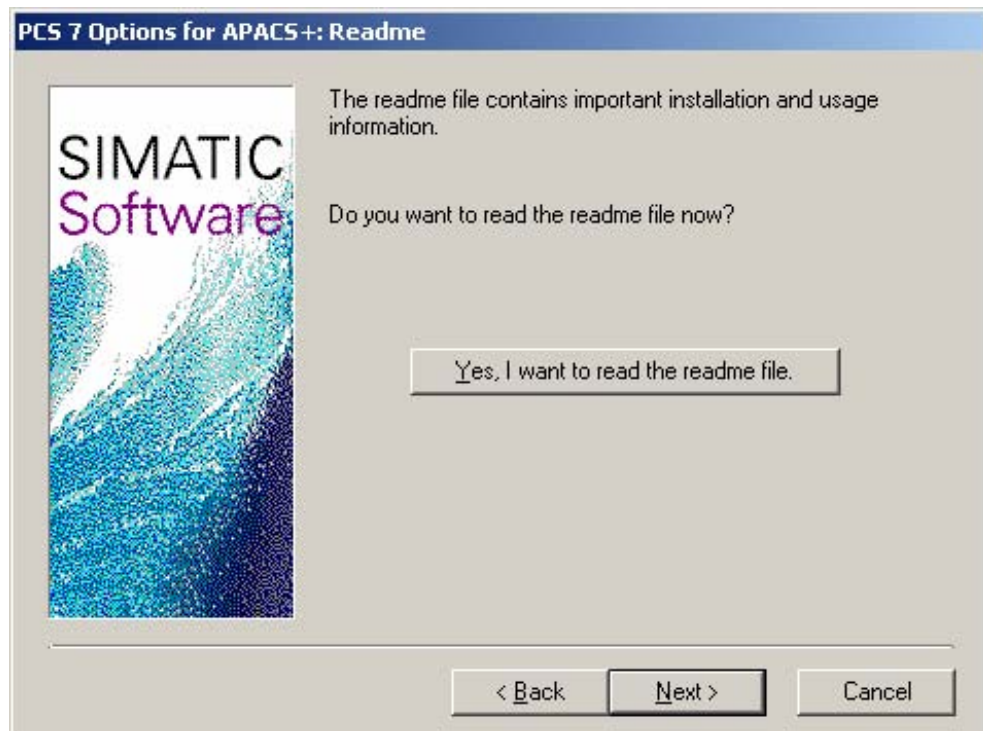 PCS 7 Options for APACS+: Readme
SIMATIC
Software
The readme file contains important installation and usage
information.
Do you want to read the readme file now?
Yes, I want to read the readme file.
< Back
Next >
Cancel